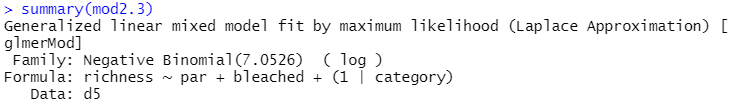 > summary(mod2.3)
Generalized linear mixed model fit by maximum likelihood (Laplace Approximation) [
glmerMod]
 Family: Negative Binomial(7.0526)  ( log )
Formula: richness ~ par + bleached + (1 | category)
   Data: d5